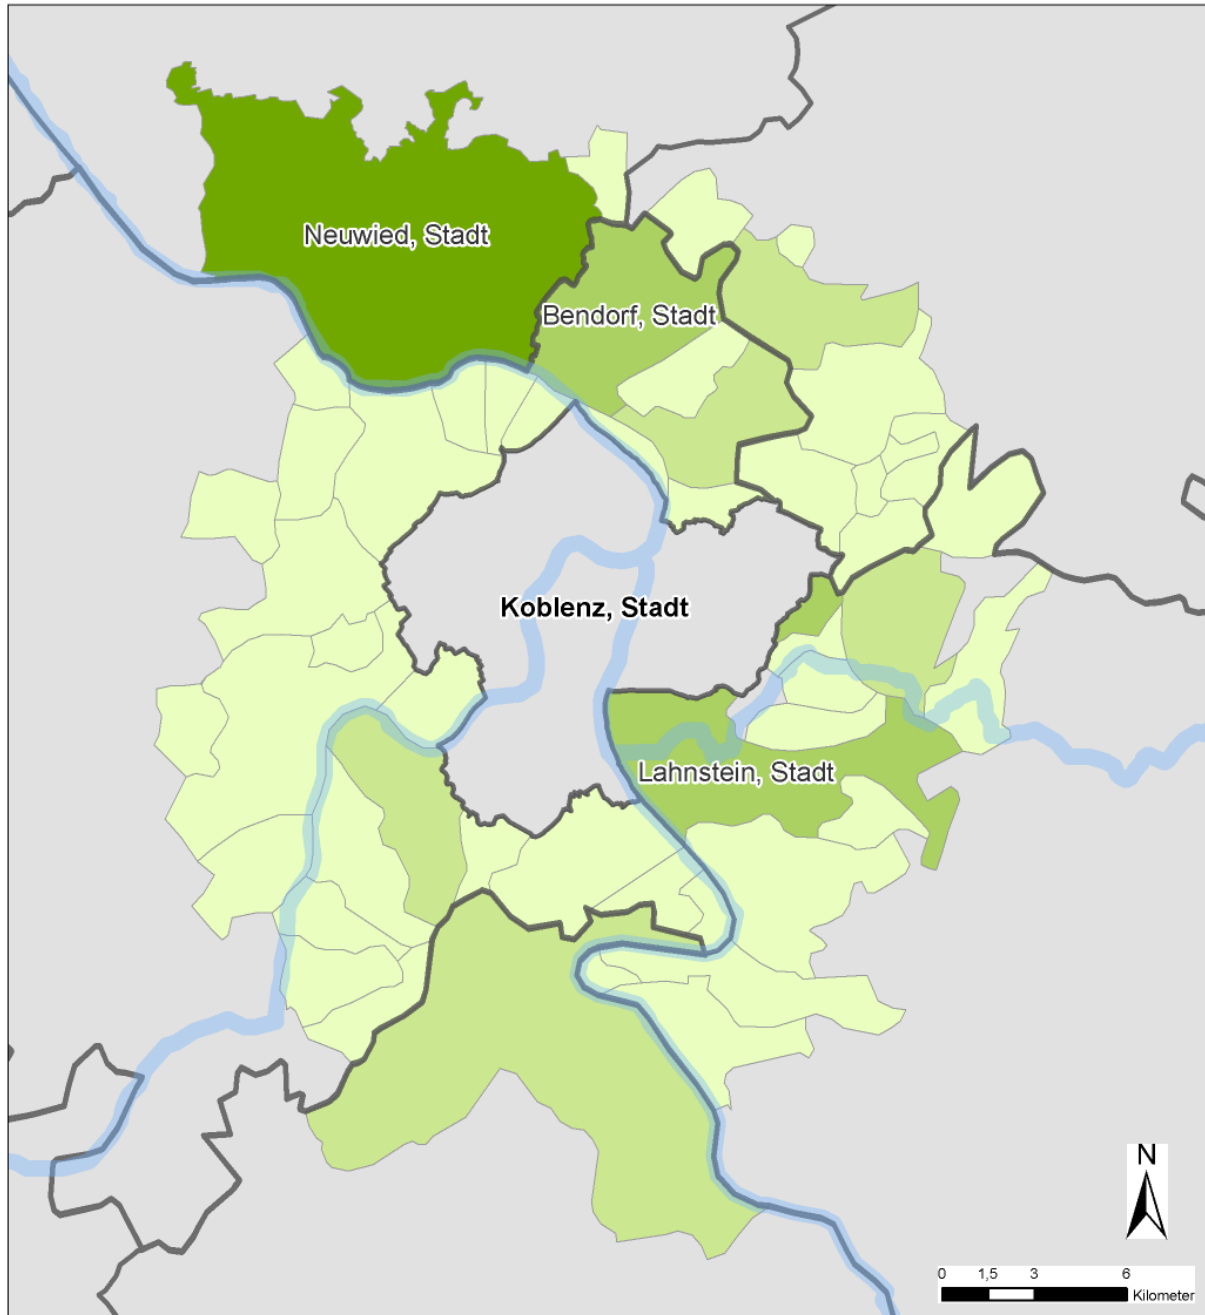 Neuwied, Stadt
Bendorf, Stadt
Koblenz, Stadt
Lahnstein, Stadt
N
0 1,5 3 6
Kilometer